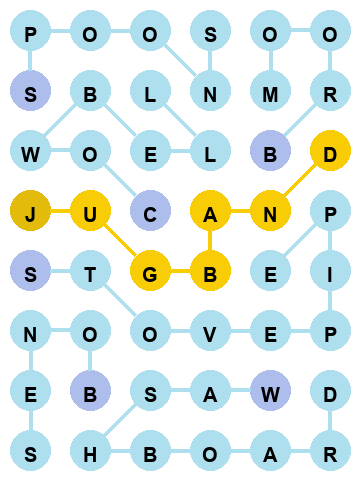 P O O S O O
S B L N M R
W O E L B D
J U C A N P
S T G B E I
N O O V E P
E B S A W D
S H B O A R